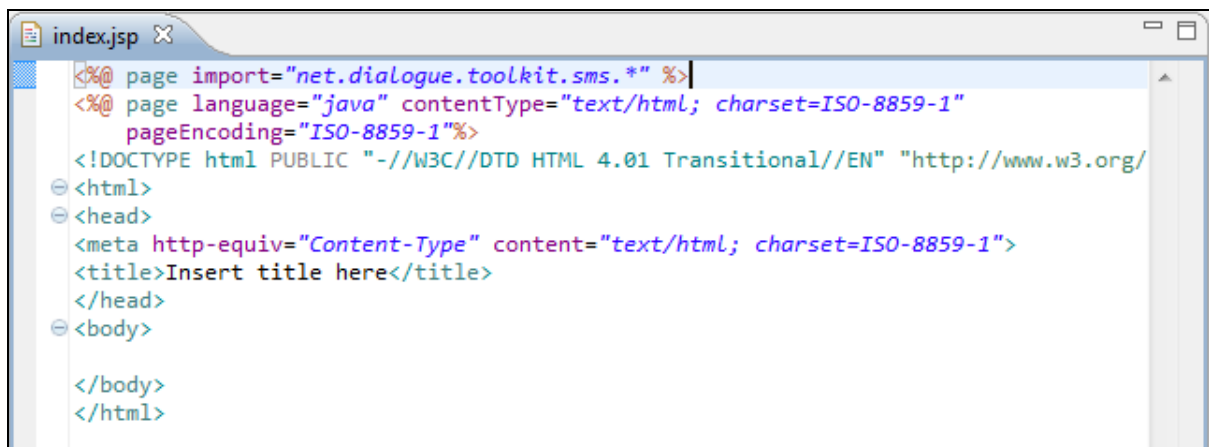 index.jsp
<%@ page import="net.dialogue.toolkit.sms.*" %>
<%@ page language="java" contentType="text/html; charset=ISO-8859-1"
    pageEncoding="ISO-8859-1"%>
<!DOCTYPE html PUBLIC "-//W3C//DTD HTML 4.01 Transitional//EN" "http://www.w3.org/
<html>
<head>
<meta http-equiv="Content-Type" content="text/html; charset=ISO-8859-1">
<title>Insert title here</title>
</head>
<body>
</body>
</html>